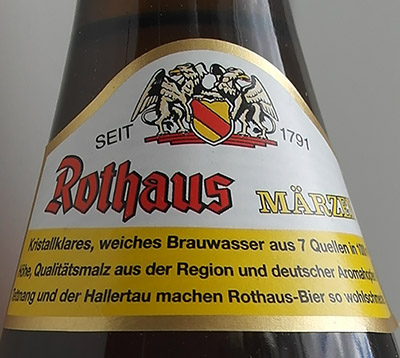 SEIT 1791
Rothaus MÄRZE
Kristallklares, weiches Brauwasser aus 7 Quellen in
Höhe, Qualitätsmalz aus der Region und deutscher
ettnang und der Hallertau machen Rothaus-Bier so